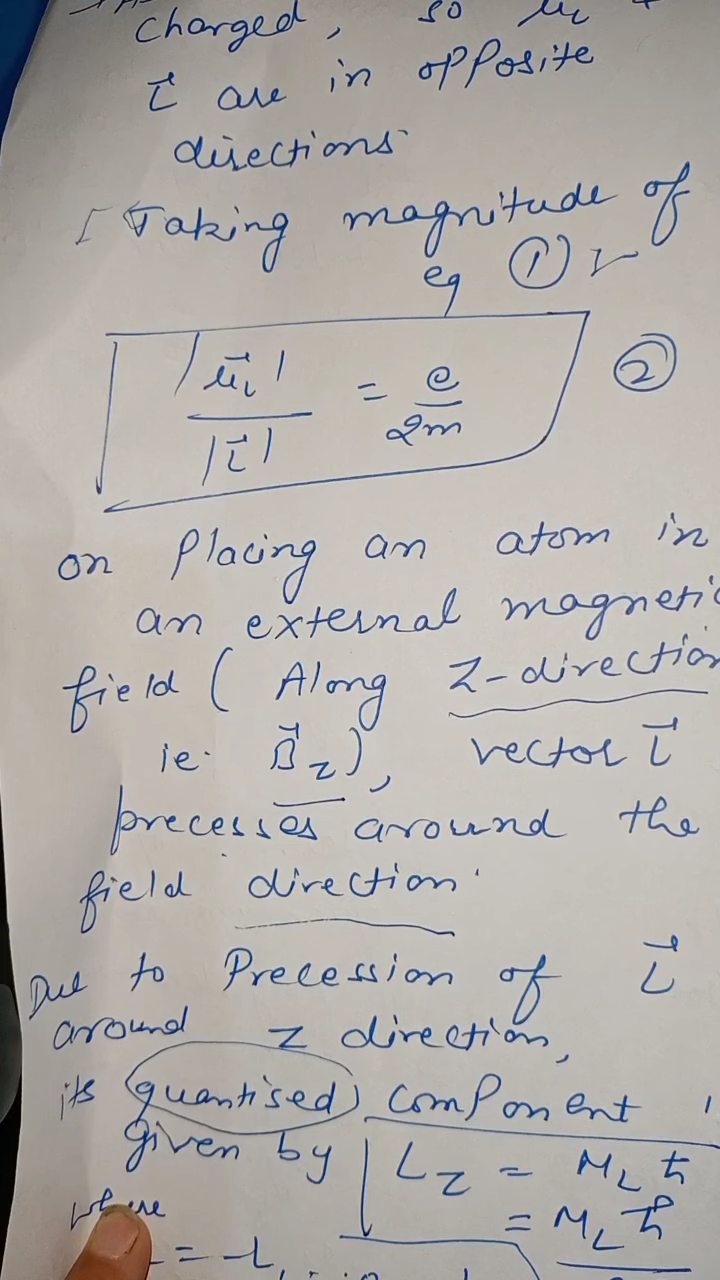 charged, so μL
L⃗ are in opposite
directions.
[Taking magnitude of
eq ①
|μ⃗L| / |L⃗| = e / 2m ②
on placing an atom in
an external magneti
field ( Along Z-direction
ie. B⃗z), vector L⃗
precesses around the
field direction.
Due to Precession of L⃗
around z direction,
its quantised component
given by Lz = ML ħ
= ML ħ
where
= -L